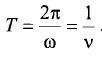 T = 2π/ω = 1/ν .